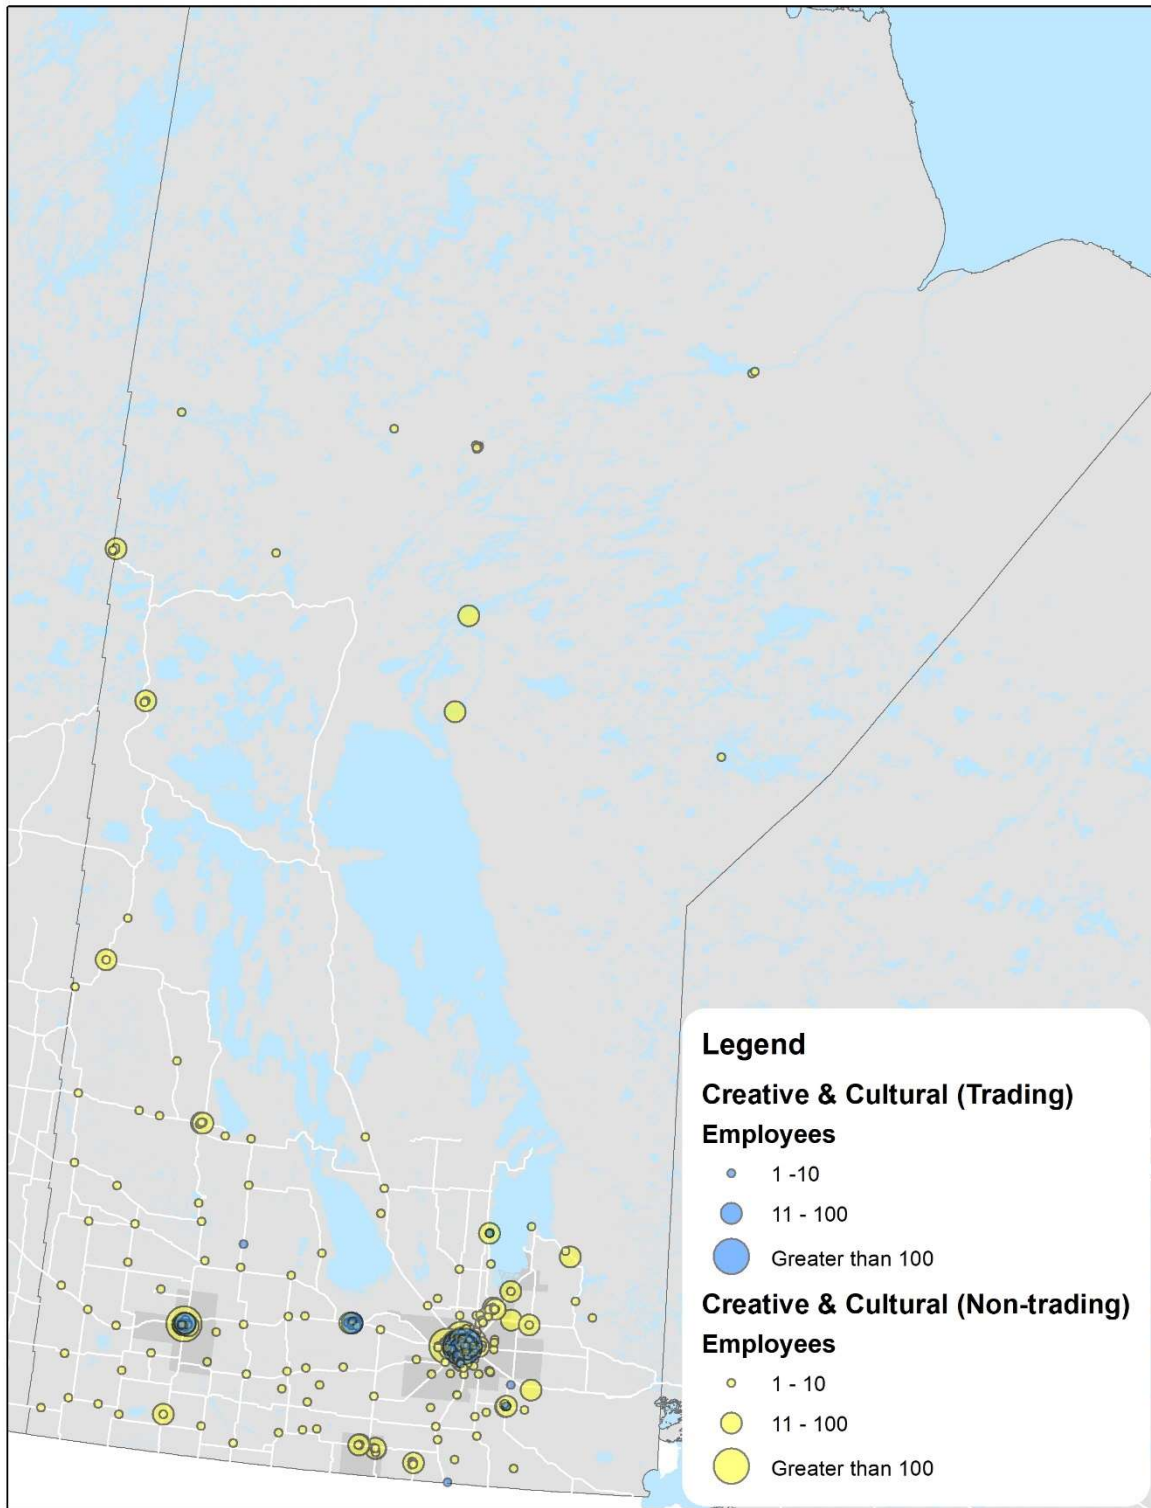 Legend
Creative & Cultural (Trading)
Employees
1 -10
11 - 100
Greater than 100
Creative & Cultural (Non-trading)
Employees
1 - 10
11 - 100
Greater than 100